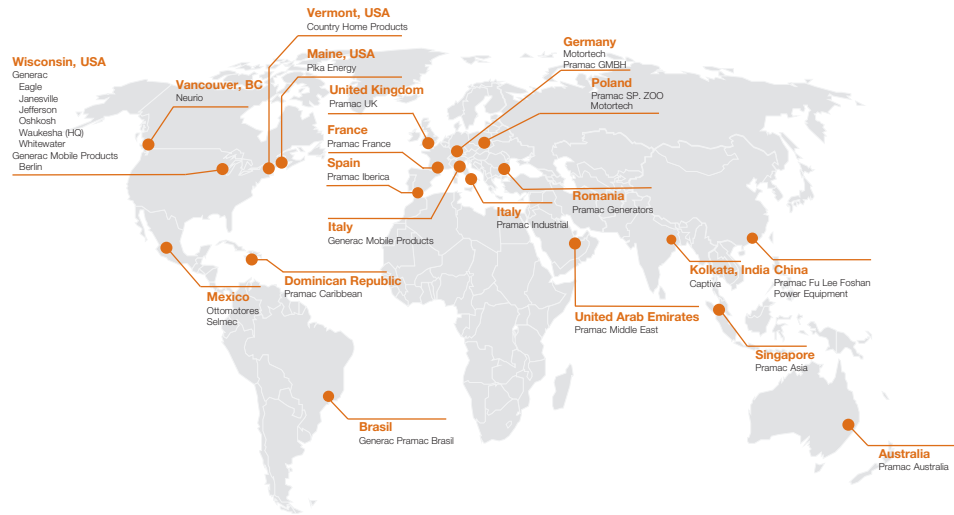 Vermont, USA
Country Home Products
Maine, USA
Pika Energy
Wisconsin, USA
Generac
Eagle
Janesville
Jefferson
Oshkosh
Waukesha (HQ)
Whitewater
Generac Mobile Products
Berlin
Vancouver, BC
Neurio
United Kingdom
Pramac UK
France
Pramac France
Spain
Pramac Iberica
Italy
Generac Mobile Products
Germany
Motortech
Pramac GMBH
Poland
Pramac SP. ZOO
Motortech
Romania
Pramac Generators
Italy
Pramac Industrial
Mexico
Ottomotores
Selmec
Dominican Republic
Pramac Caribbean
Kolkata, India
Captiva
China
Pramac Fu Lee Foshan
Power Equipment
United Arab Emirates
Pramac Middle East
Singapore
Pramac Asia
Brasil
Generac Pramac Brasil
Australia
Pramac Australia